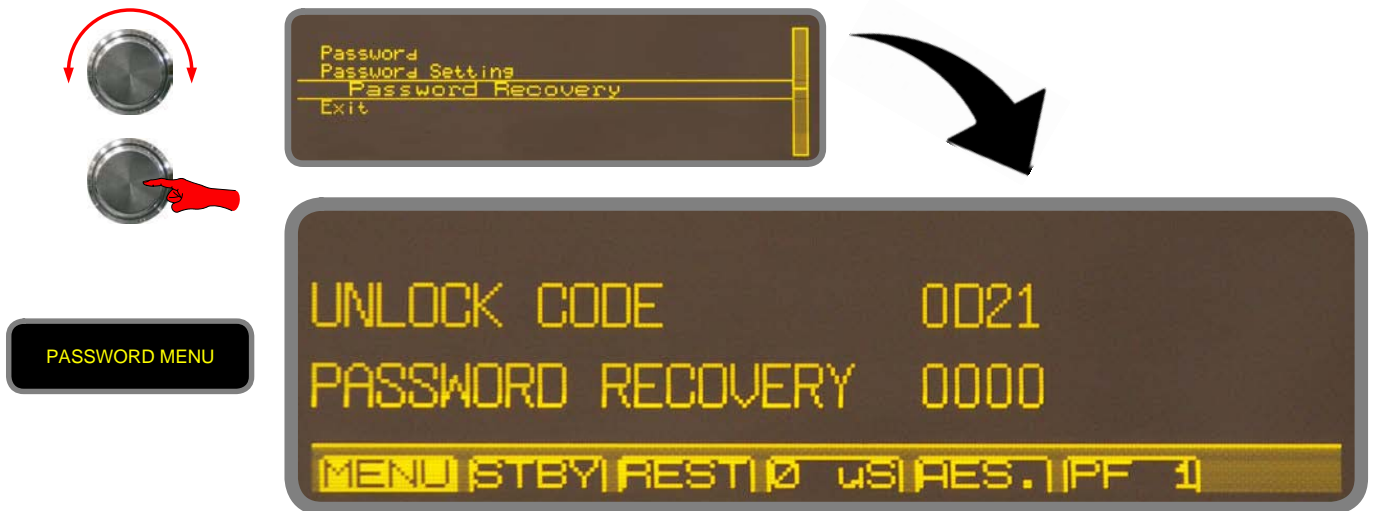 Password
Password Setting
Password Recovery
Exit
PASSWORD MENU
UNLOCK CODE 0D21
PASSWORD RECOVERY 0000
MENU STBY REST 0 uS AES. PF 1